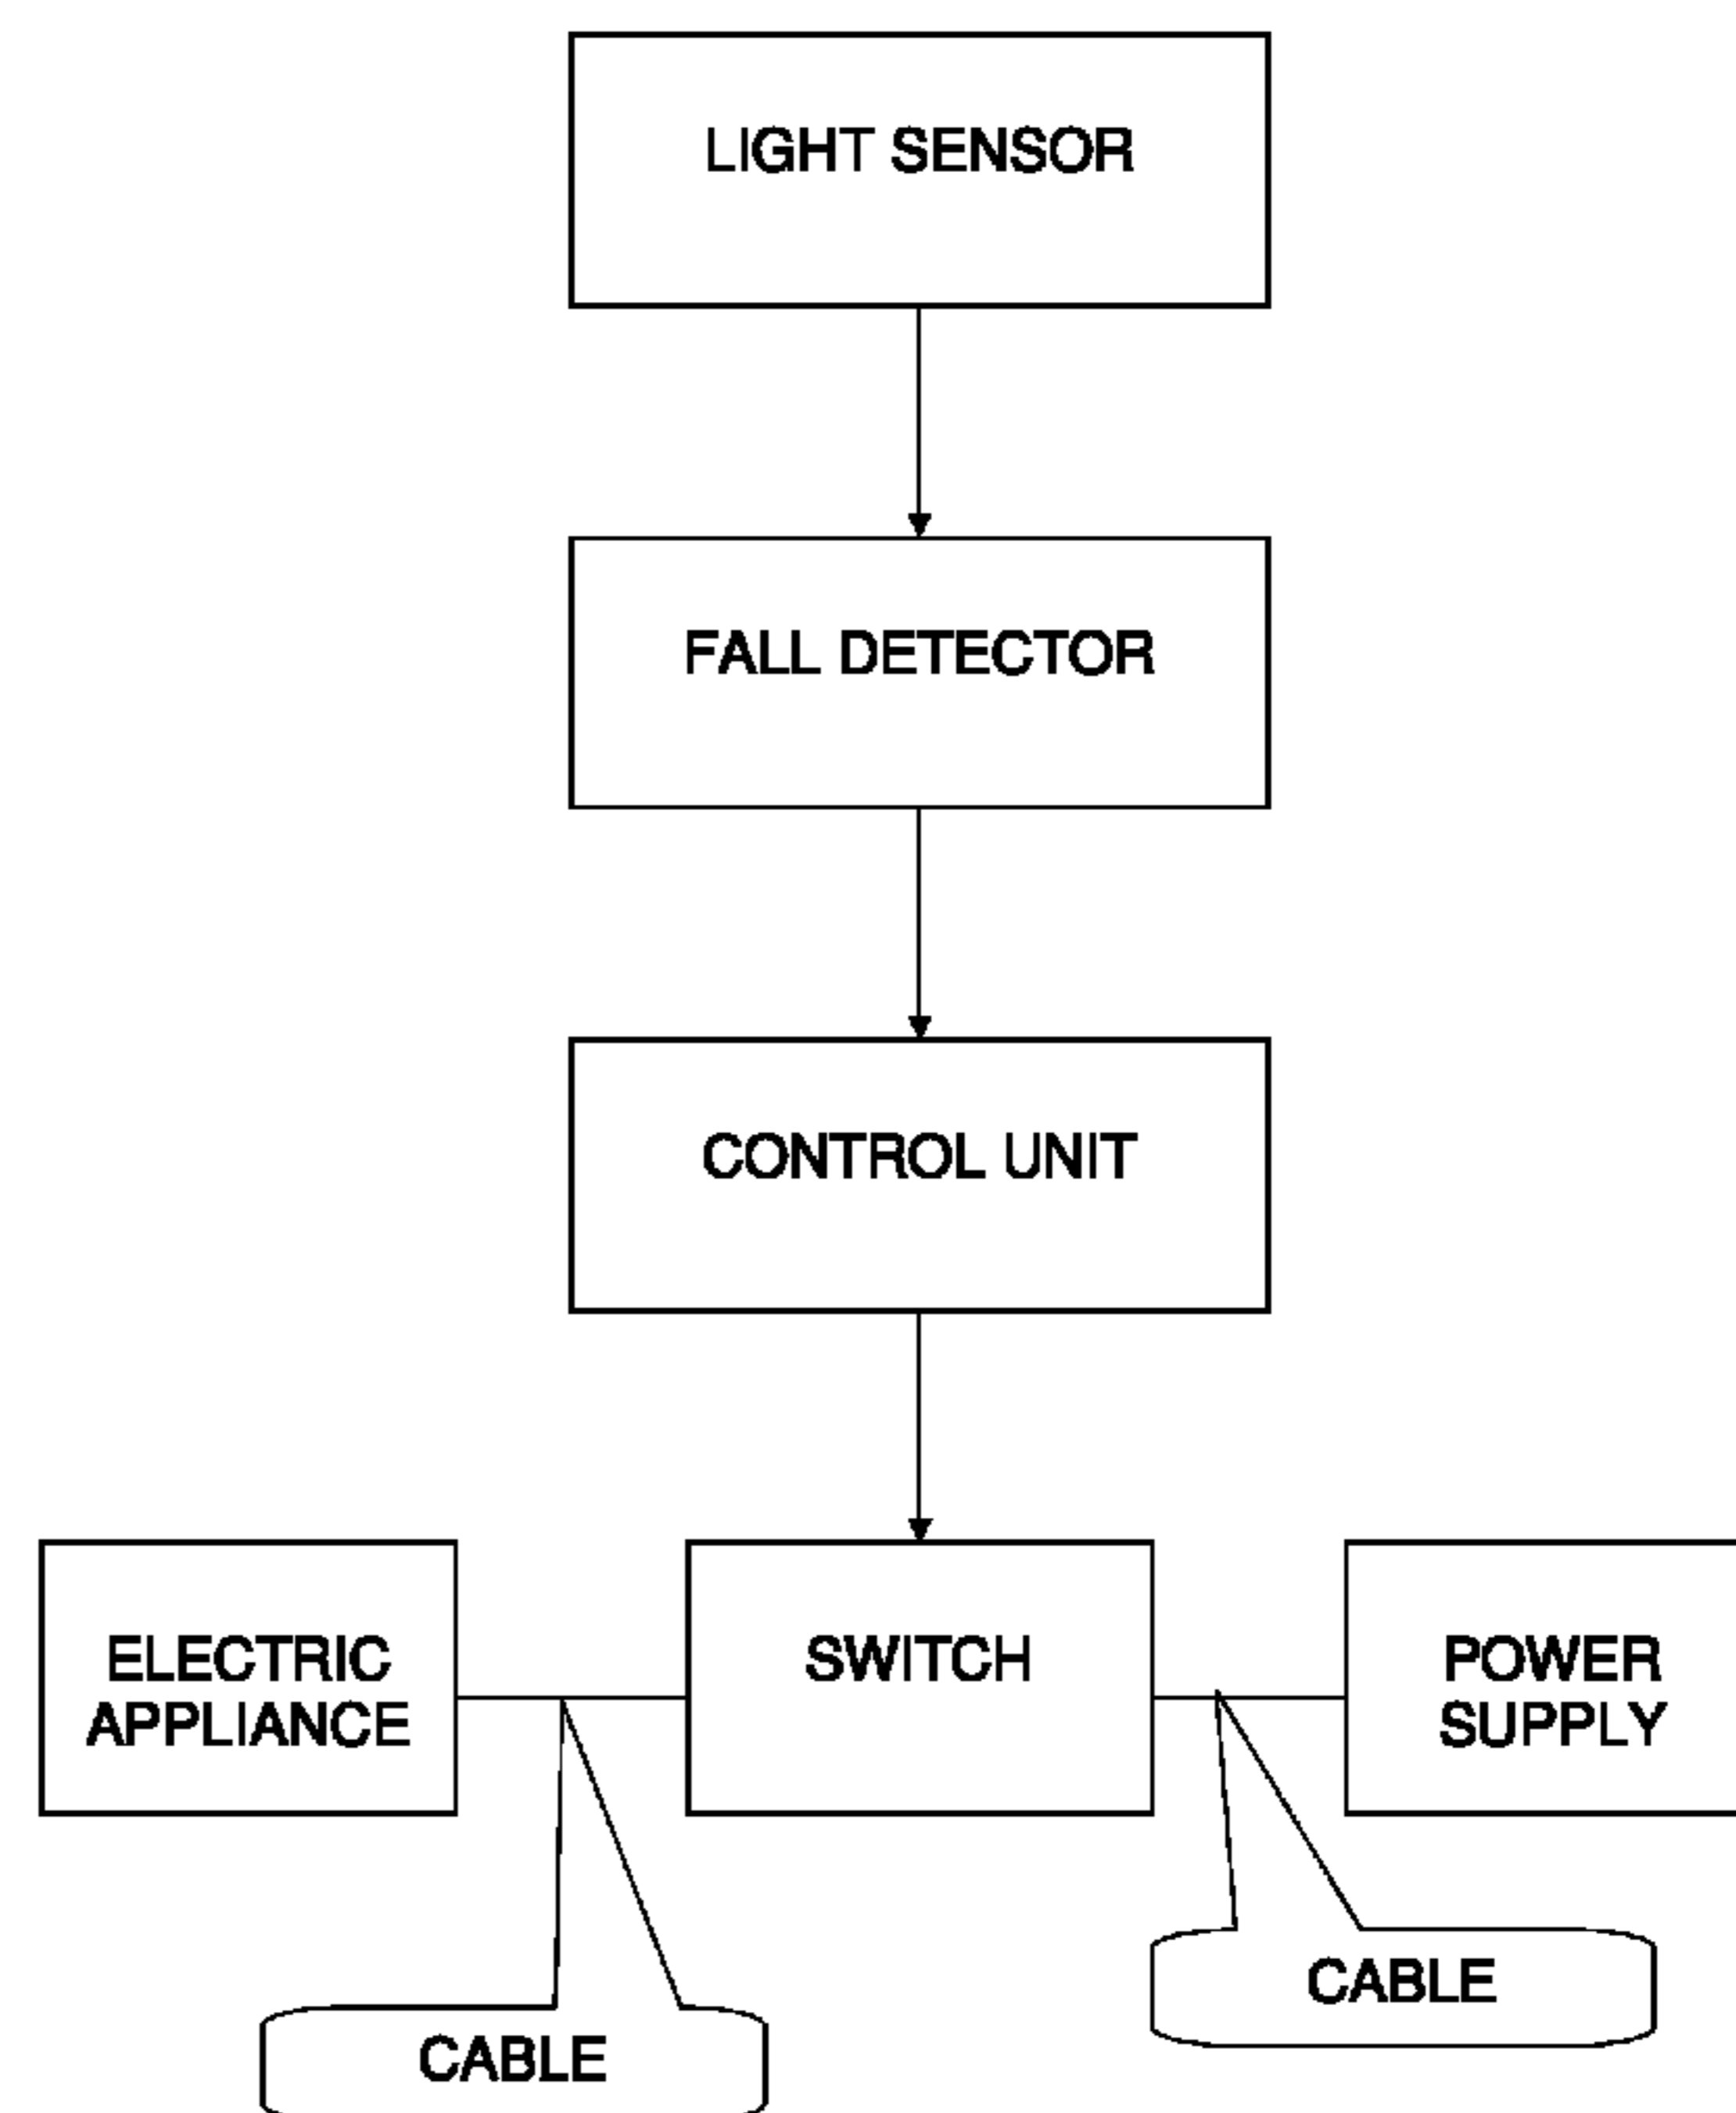 LIGHT SENSOR
FALL DETECTOR
CONTROL UNIT
ELECTRIC
APPLIANCE
SWITCH
POWER
SUPPLY
CABLE
CABLE